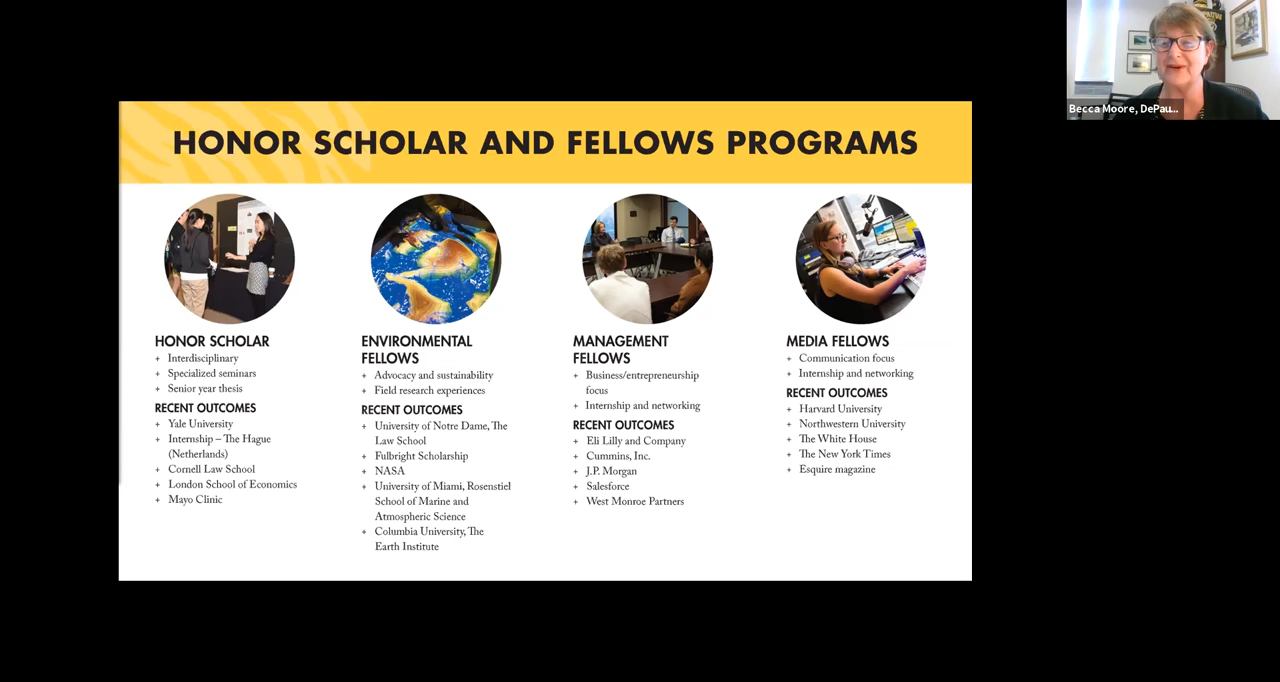 HONOR SCHOLAR AND FELLOWS PROGRAMS
HONOR SCHOLAR
+ Interdisciplinary
+ Specialized seminars
+ Senior year thesis
RECENT OUTCOMES
+ Yale University
+ Internship – The Hague
(Netherlands)
+ Cornell Law School
+ London School of Economics
+ Mayo Clinic
ENVIRONMENTAL
FELLOWS
+ Advocacy and sustainability
+ Field research experiences
RECENT OUTCOMES
+ University of Notre Dame, The
Law School
+ Fulbright Scholarship
+ NASA
+ University of Miami, Rosenstiel
School of Marine and
Atmospheric Science
+ Columbia University, The
Earth Institute
MANAGEMENT
FELLOWS
+ Business/entrepreneurship
focus
+ Internship and networking
RECENT OUTCOMES
+ Eli Lilly and Company
+ Cummins, Inc.
+ J.P. Morgan
+ Salesforce
+ West Monroe Partners
MEDIA FELLOWS
+ Communication focus
+ Internship and networking
RECENT OUTCOMES
+ Harvard University
+ Northwestern University
+ The White House
+ The New York Times
+ Esquire magazine
Becca Moore, DePau...